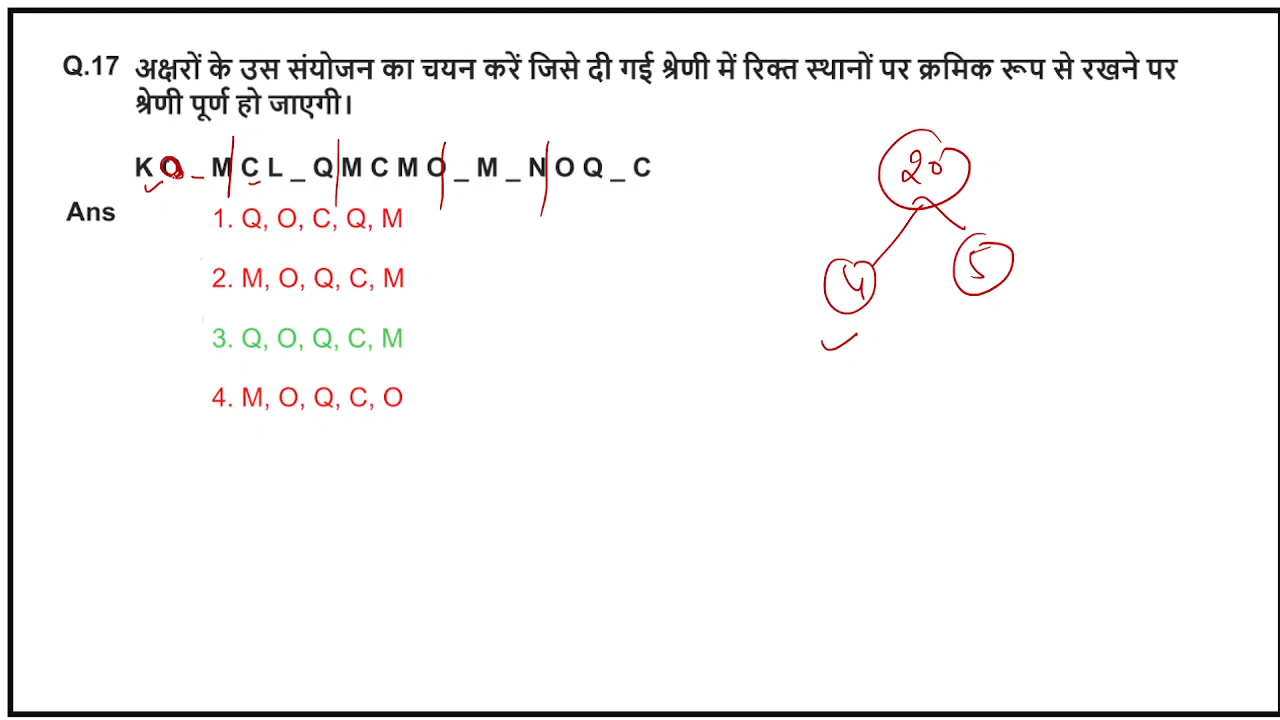 Q.17 अक्षरों के उस संयोजन का चयन करें जिसे दी गई श्रेणी में रिक्त स्थानों पर क्रमिक रूप से रखने पर
श्रेणी पूर्ण हो जाएगी।
K O _ M C L _ Q M C M O _ M _ N O Q _ C
20
4 5
Ans 1. Q, O, C, Q, M
2. M, O, Q, C, M
3. Q, O, Q, C, M
4. M, O, Q, C, O